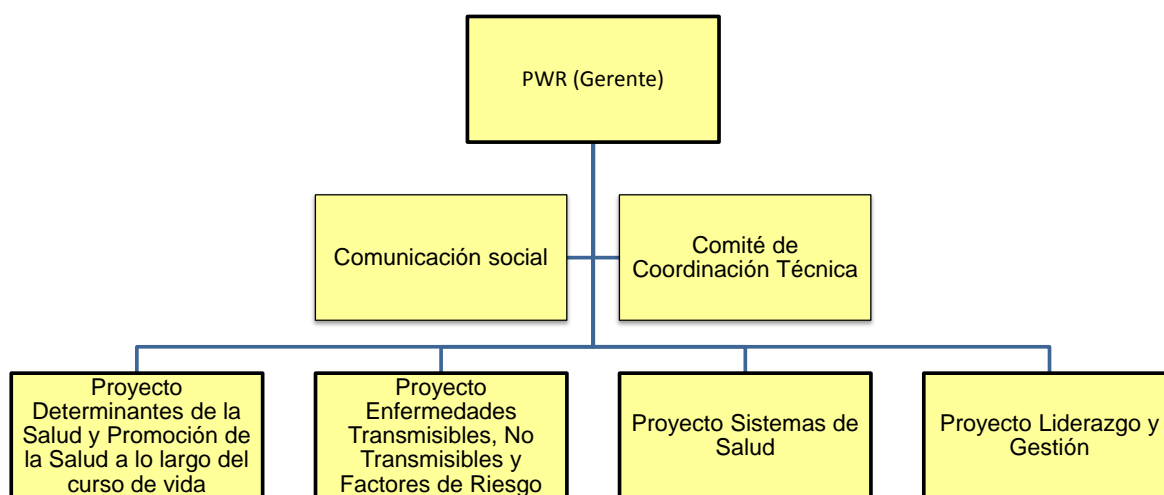 PWR (Gerente)
Comunicación social
Comité de
Coordinación Técnica
Proyecto
Determinantes de la
Salud y Promoción de
la Salud a lo largo del
curso de vida
Proyecto
Enfermedades
Transmisibles, No
Transmisibles y
Factores de Riesgo
Proyecto Sistemas de
Salud
Proyecto Liderazgo y
Gestión